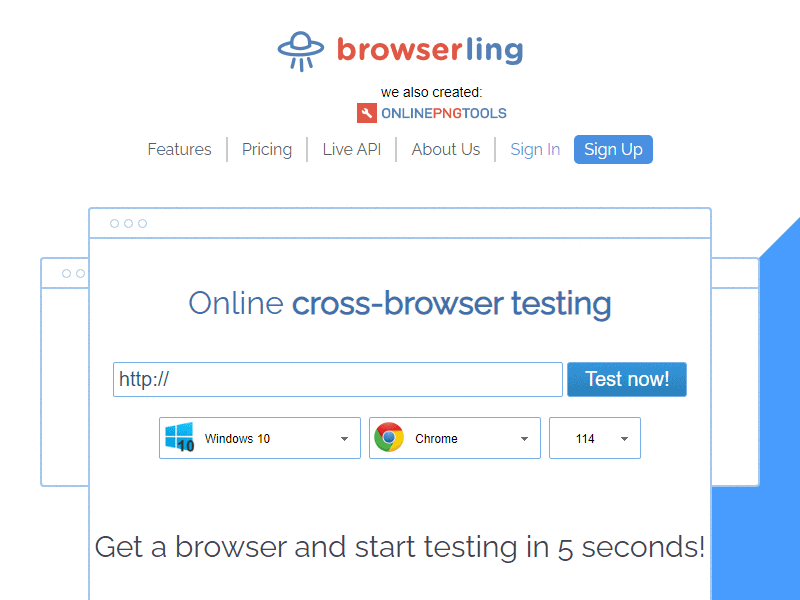 browserling
we also created:
ONLINEPNGTOOLS
Features Pricing Live API About Us Sign In Sign Up
Online cross-browser testing
http:// Test now!
10 Windows 10 Chrome 114
Get a browser and start testing in 5 seconds!